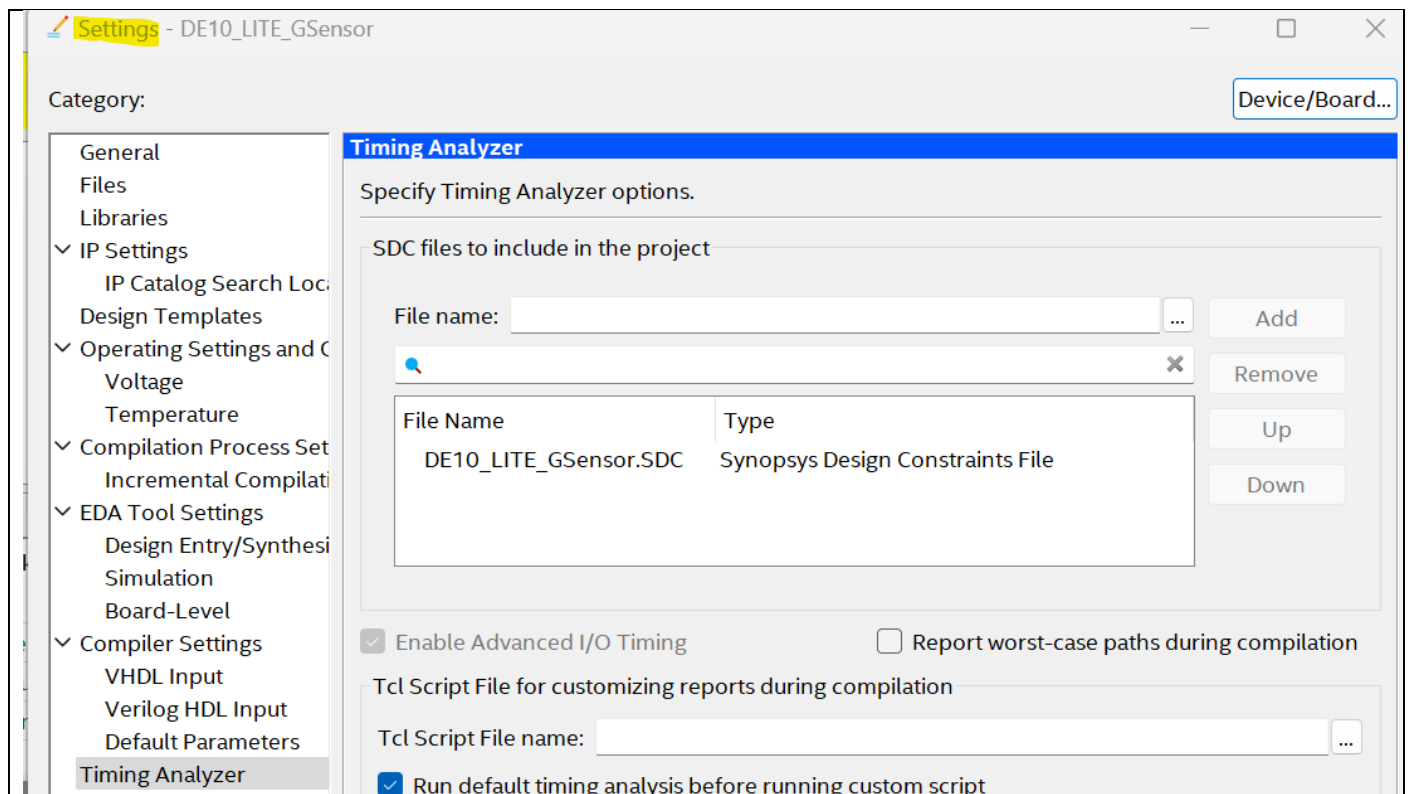 Settings - DE10_LITE_GSensor
Category:
Device/Board...
General
Files
Libraries
IP Settings
IP Catalog Search Loca
Design Templates
Operating Settings and C
Voltage
Temperature
Compilation Process Set
Incremental Compilati
EDA Tool Settings
Design Entry/Synthesi
Simulation
Board-Level
Compiler Settings
VHDL Input
Verilog HDL Input
Default Parameters
Timing Analyzer
Timing Analyzer
Specify Timing Analyzer options.
SDC files to include in the project
File name:
...
Add
Remove
Up
Down
File Name Type
DE10_LITE_GSensor.SDC Synopsys Design Constraints File
Enable Advanced I/O Timing
Report worst-case paths during compilation
Tcl Script File for customizing reports during compilation
Tcl Script File name:
...
Run default timing analysis before running custom script